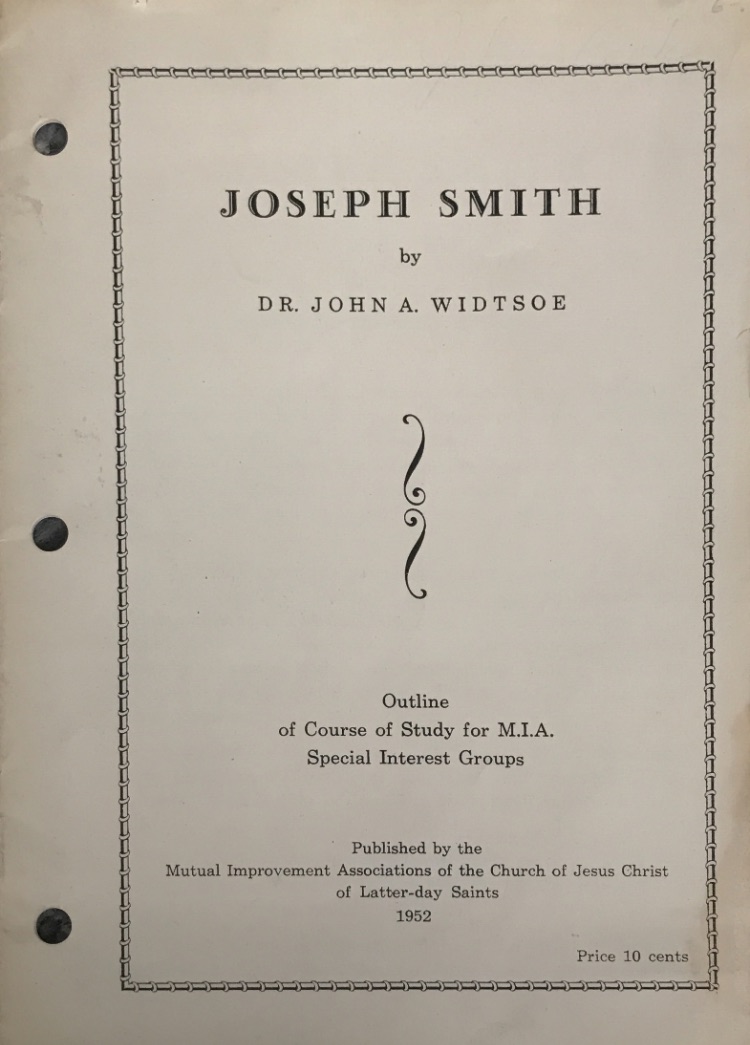 JOSEPH SMITH
by
DR. JOHN A. WIDTSOE
Outline
of Course of Study for M.I.A.
Special Interest Groups
Published by the
Mutual Improvement Associations of the Church of Jesus Christ
of Latter-day Saints
1952
Price 10 cents